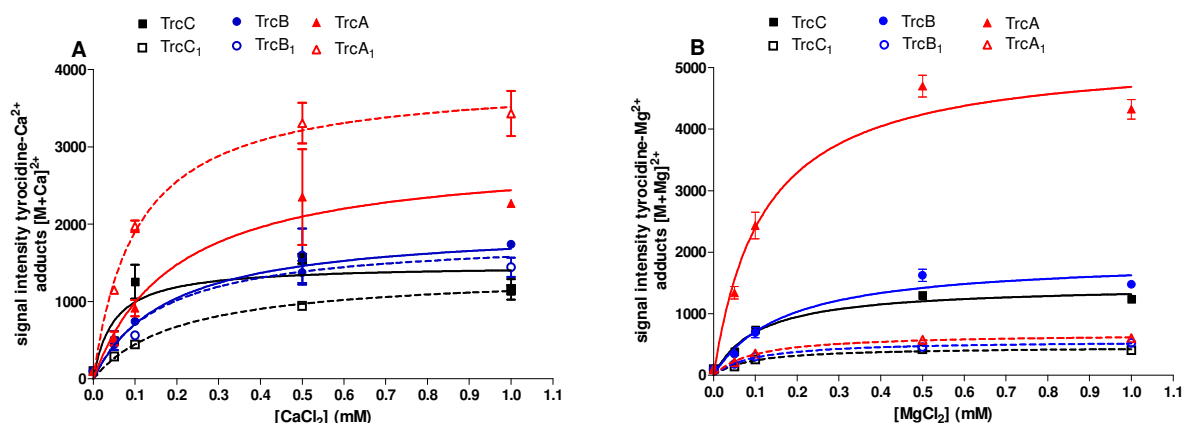 A
TrcC TrcB TrcA
TrcC₁ TrcB₁ TrcA₁
signal intensity tyrocidine-Ca²⁺
adducts [M+Ca]²⁺
4000
3000
2000
1000
0
0.0 0.1 0.2 0.3 0.4 0.5 0.6 0.7 0.8 0.9 1.0 1.1
[CaCl₂] (mM)
B
TrcC TrcB TrcA
TrcC₁ TrcB₁ TrcA₁
signal intensity tyrocidine-Mg²⁺
adducts [M+Mg]²⁺
5000
4000
3000
2000
1000
0
0.0 0.1 0.2 0.3 0.4 0.5 0.6 0.7 0.8 0.9 1.0 1.1
[MgCl₂] (mM)